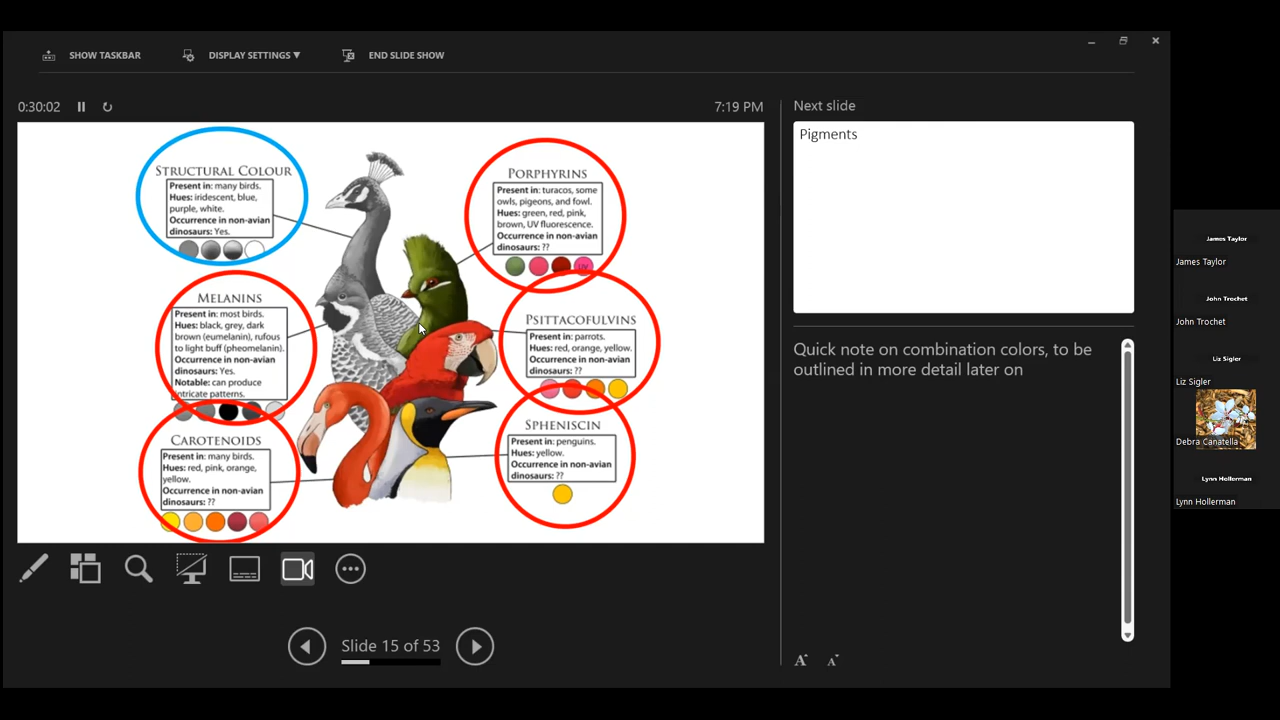 SHOW TASKBAR
DISPLAY SETTINGS ▼
END SLIDE SHOW
0:30:02
7:19 PM
STRUCTURAL COLOUR
Present in: many birds.
Hues: iridescent, blue,
purple, white.
Occurrence in non-avian
dinosaurs: Yes.
MELANINS
Present in: most birds.
Hues: black, grey, dark
brown (eumelanin), rufous
to light buff (pheomelanin).
Occurrence in non-avian
dinosaurs: Yes.
Notable: can produce
intricate patterns.
CAROTENOIDS
Present in: many birds.
Hues: red, pink, orange,
yellow.
Occurrence in non-avian
dinosaurs: ??
PORPHYRINS
Present in: turacos, some
owls, pigeons, and fowl.
Hues: green, red, pink,
brown, UV fluorescence.
Occurrence in non-avian
dinosaurs: ??
UV
PSITTACOFULVINS
Present in: parrots.
Hues: red, orange, yellow.
Occurrence in non-avian
dinosaurs: ??
SPHENISCIN
Present in: penguins.
Hues: yellow.
Occurrence in non-avian
dinosaurs: ??
Slide 15 of 53
Next slide
Pigments
Quick note on combination colors, to be
outlined in more detail later on
A A
James Taylor
James Taylor
John Trochet
John Trochet
Liz Sigler
Liz Sigler
Debra Canatella
Lynn Hollerman
Lynn Hollerman